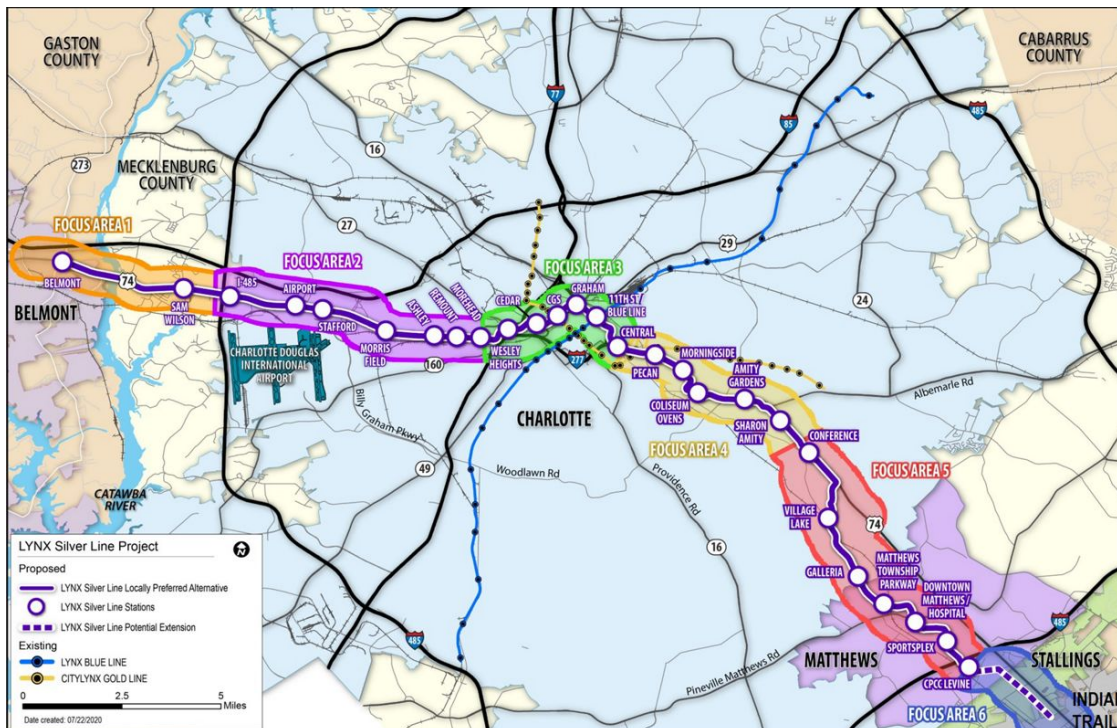 GASTON
COUNTY
CABARRUS
COUNTY
77
485
85
16
273
MECKLENBURG
COUNTY
27
29
24
FOCUS AREA 1
FOCUS AREA 2
FOCUS AREA 3
BELMONT
74
SAM
WILSON
I-485
AIRPORT
STAFFORD
MORRIS
FIELD
ASHLEY
REMOUNT
MOREHEAD
WESLEY
HEIGHTS
CEDAR
CGS
GRAHAM
11TH ST /
BLUE LINE
CENTRAL
PECAN
MORNINGSIDE
COLISEUM
OVENS
AMITY
GARDENS
SHARON
AMITY
CONFERENCE
BELMONT
CHARLOTTE DOUGLAS
INTERNATIONAL
AIRPORT
160
277
Albemarle Rd
Billy Graham Pkwy
CHARLOTTE
FOCUS AREA 4
FOCUS AREA 5
49
Woodlawn Rd
Providence Rd
CATAWBA
RIVER
VILLAGE
LAKE
74
16
GALLERIA
MATTHEWS
TOWNSHIP
PARKWAY
DOWNTOWN
MATTHEWS /
HOSPITAL
SPORTSPLEX
CPCC LEVINE
485
485
Pineville Matthews Rd
MATTHEWS
STALLINGS
INDIAN
TRAIL
FOCUS AREA 6
LYNX Silver Line Project
N
Proposed
LYNX Silver Line Locally Preferred Alternative
LYNX Silver Line Stations
LYNX Silver Line Potential Extension
Existing
LYNX BLUE LINE
CITYLYNX GOLD LINE
0 2.5 5
Miles
Date created: 07/22/2020